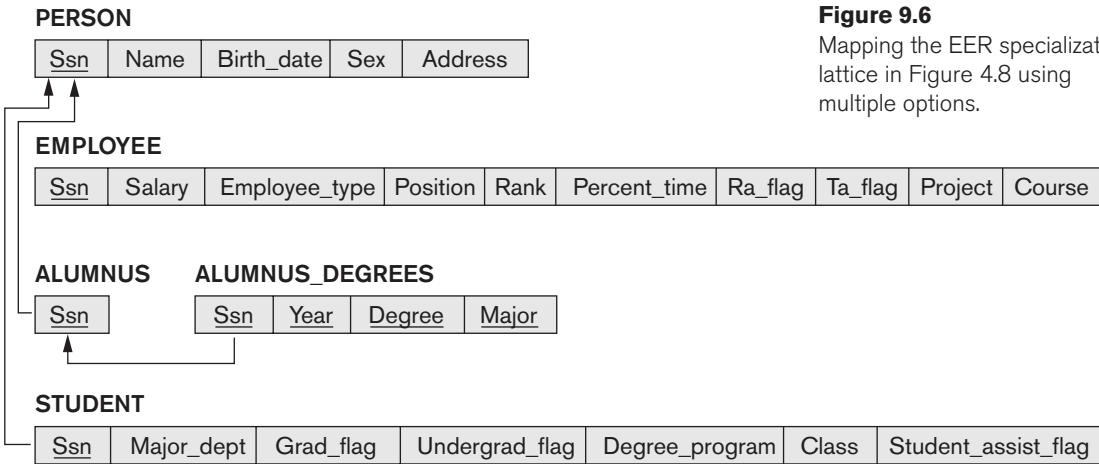 PERSON
Ssn Name Birth_date Sex Address
Figure 9.6
Mapping the EER specializat
lattice in Figure 4.8 using
multiple options.
EMPLOYEE
Ssn Salary Employee_type Position Rank Percent_time Ra_flag Ta_flag Project Course
ALUMNUS ALUMNUS_DEGREES
Ssn Ssn Year Degree Major
STUDENT
Ssn Major_dept Grad_flag Undergrad_flag Degree_program Class Student_assist_flag